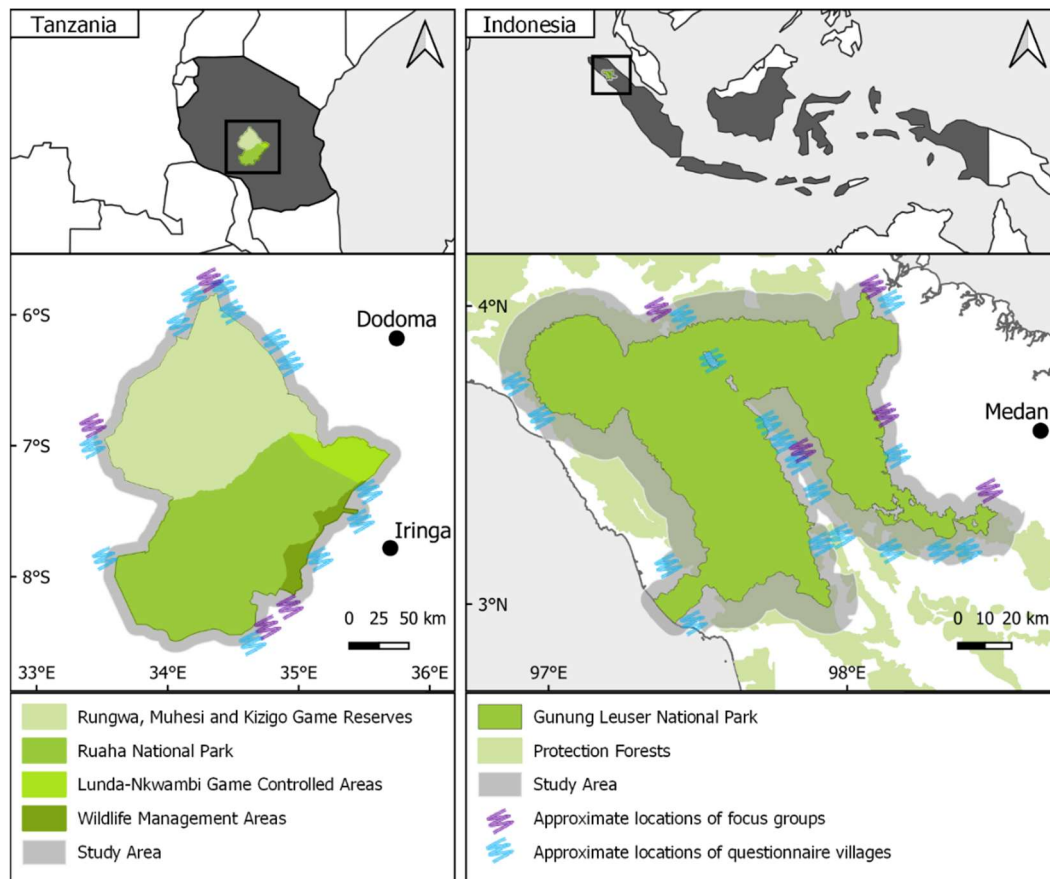 Tanzania
Indonesia
6°S
7°S
8°S
Dodoma
Iringa
0 25 50 km
33°E
34°E
35°E
36°E
4°N
3°N
Medan
0 10 20 km
97°E
98°E
Rungwa, Muhesi and Kizigo Game Reserves
Ruaha National Park
Lunda-Nkwambi Game Controlled Areas
Wildlife Management Areas
Study Area
Gunung Leuser National Park
Protection Forests
Study Area
Approximate locations of focus groups
Approximate locations of questionnaire villages